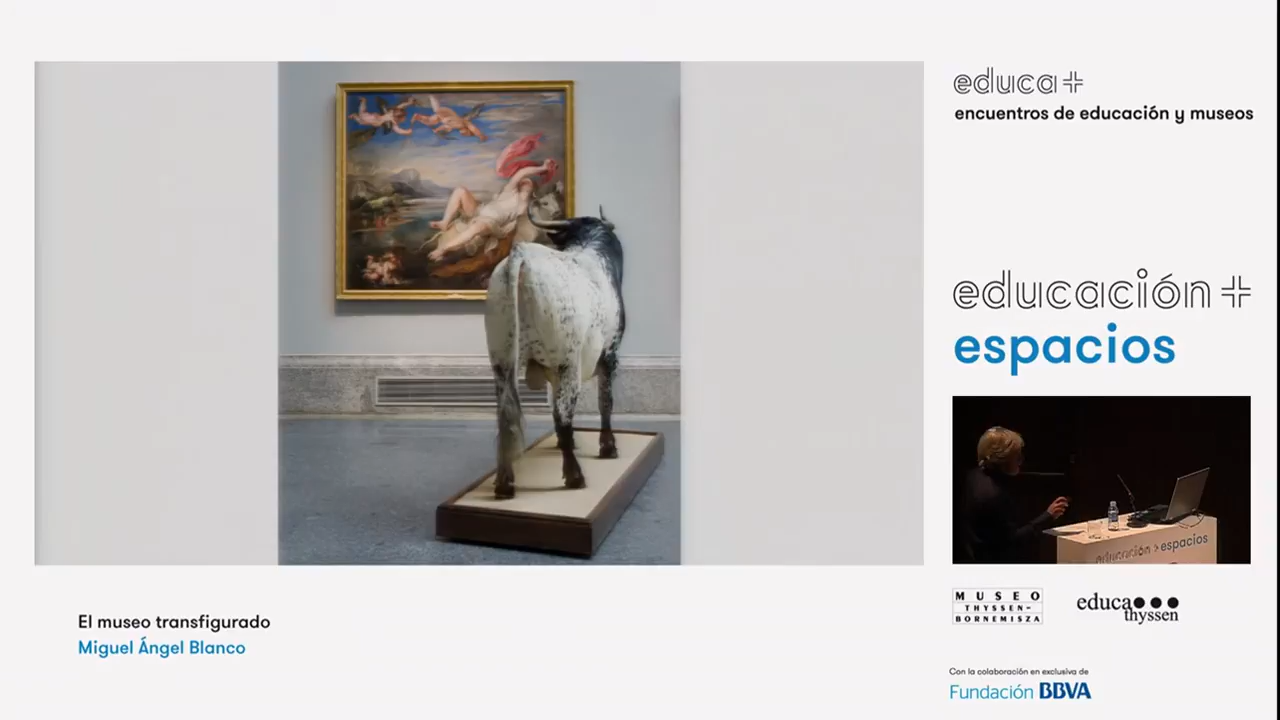 educa+
encuentros de educación y museos
educación+
espacios
educación + espacios
MUSEO
THYSSEN-
BORNEMISZA
educa
thyssen
El museo transfigurado
Miguel Ángel Blanco
Con la colaboración en exclusiva de
Fundación BBVA